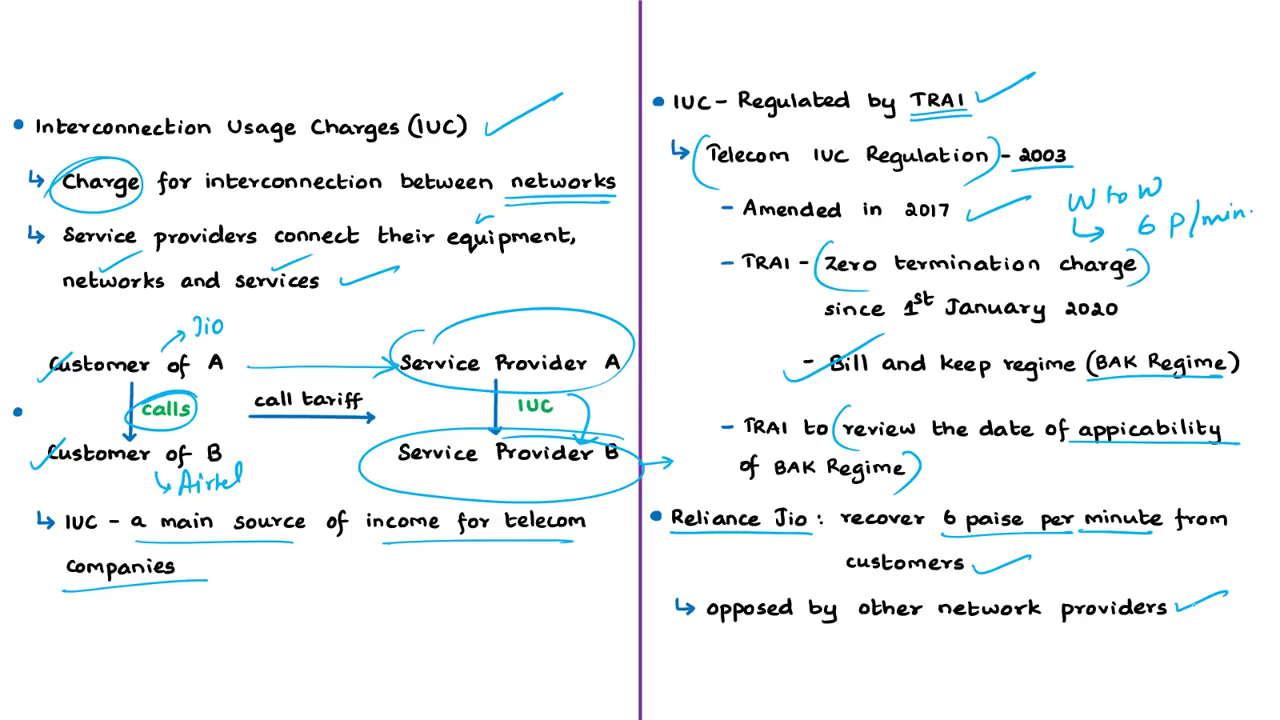 • Interconnection Usage Charges (IUC)
↳ Charge for interconnection between networks
↳ Service providers connect their equipment,
networks and services
Jio
Customer of A
Service Provider A
• calls
call tariff
IUC
Customer of B
Service Provider B
Airtel
↳ IUC - a main source of income for telecom
companies
• IUC - Regulated by TRAI
↳ (Telecom IUC Regulation) - 2003
- Amended in 2017
W to W
↳ 6 P/min.
- TRAI - (Zero termination charge)
since 1st January 2020
- Bill and keep regime (BAK Regime)
- TRAI to (review the date of appicability
of BAK Regime)
• Reliance Jio : recover 6 paise per minute from
customers
↳ opposed by other network providers